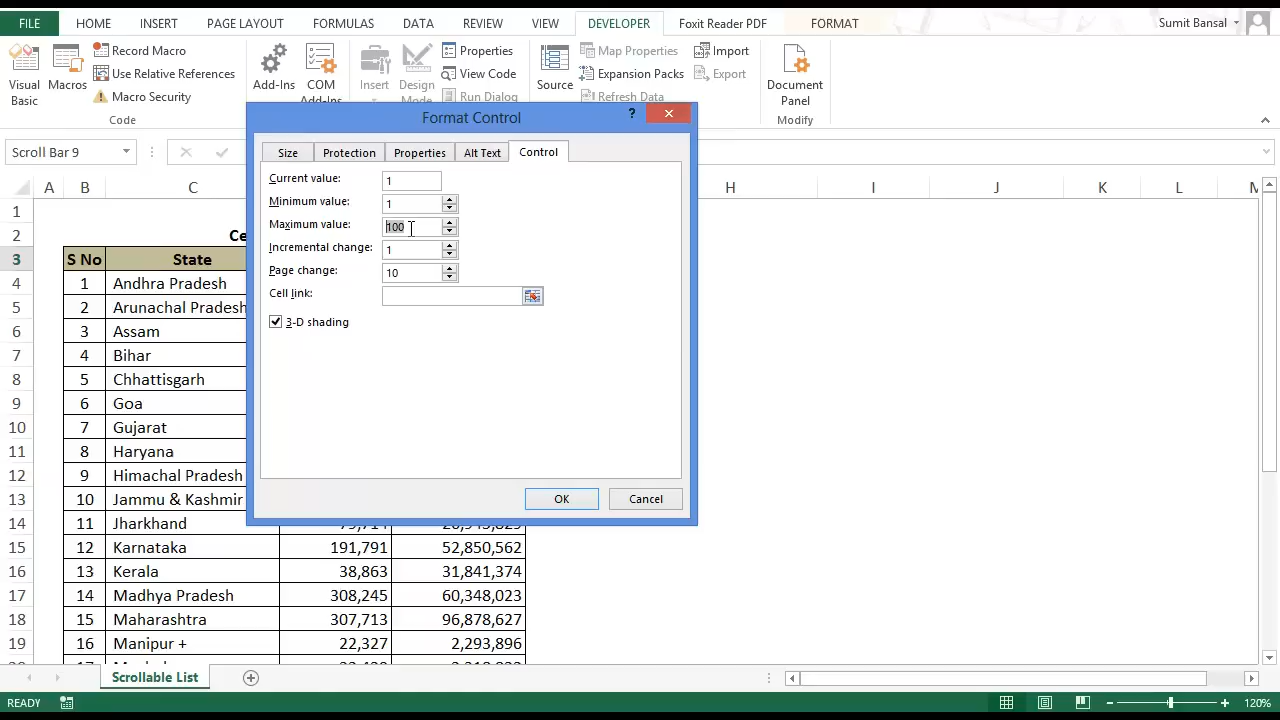 FILE HOME INSERT PAGE LAYOUT FORMULAS DATA REVIEW VIEW DEVELOPER Foxit Reader PDF FORMAT Sumit Bansal
Record Macro Properties Map Properties Import
Use Relative References View Code Expansion Packs Export
Macro Security Run Dialog Refresh Data
Visual Basic Macros Add-Ins COM Add-Ins Insert Design Mode Source Document Panel
Code Modify
Format Control ?
Scroll Bar 9
Size Protection Properties Alt Text Control
Current value: 1
Minimum value: 1
Maximum value: 100
Incremental change: 1
Page change: 10
Cell link:
3-D shading
OK Cancel
A B C H I J K L M
1
2 Ce
3 S No State
4 1 Andhra Pradesh
5 2 Arunachal Pradesh
6 3 Assam
7 4 Bihar
8 5 Chhattisgarh
9 6 Goa
10 7 Gujarat
11 8 Haryana
12 9 Himachal Pradesh
13 10 Jammu & Kashmir
14 11 Jharkhand
15 12 Karnataka 191,791 52,850,562
16 13 Kerala 38,863 31,841,374
17 14 Madhya Pradesh 308,245 60,348,023
18 15 Maharashtra 307,713 96,878,627
19 16 Manipur + 22,327 2,293,896
Scrollable List
READY 120%